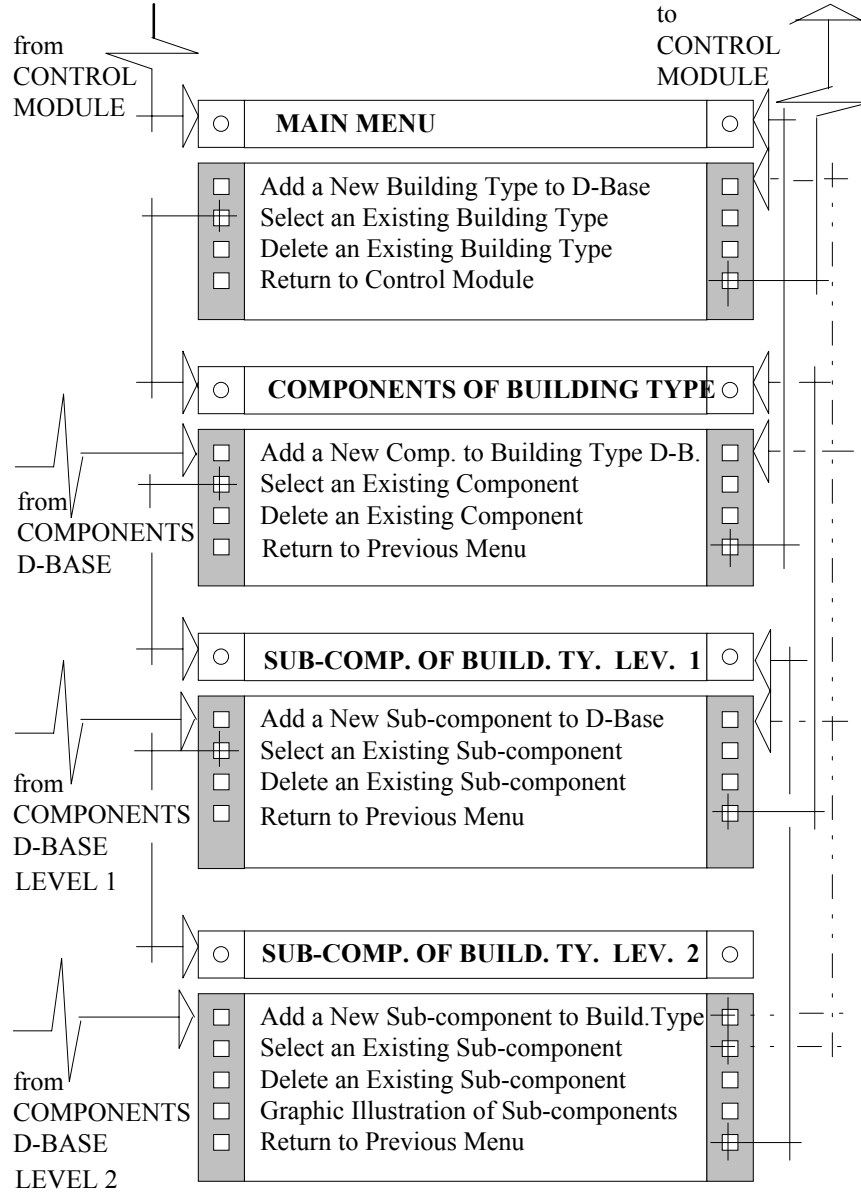 from
CONTROL
MODULE
to
CONTROL
MODULE
MAIN MENU
Add a New Building Type to D-Base
Select an Existing Building Type
Delete an Existing Building Type
Return to Control Module
COMPONENTS OF BUILDING TYPE
Add a New Comp. to Building Type D-B.
Select an Existing Component
Delete an Existing Component
Return to Previous Menu
from
COMPONENTS
D-BASE
SUB-COMP. OF BUILD. TY. LEV. 1
Add a New Sub-component to D-Base
Select an Existing Sub-component
Delete an Existing Sub-component
Return to Previous Menu
from
COMPONENTS
D-BASE
LEVEL 1
SUB-COMP. OF BUILD. TY. LEV. 2
Add a New Sub-component to Build.Type
Select an Existing Sub-component
Delete an Existing Sub-component
Graphic Illustration of Sub-components
Return to Previous Menu
from
COMPONENTS
D-BASE
LEVEL 2